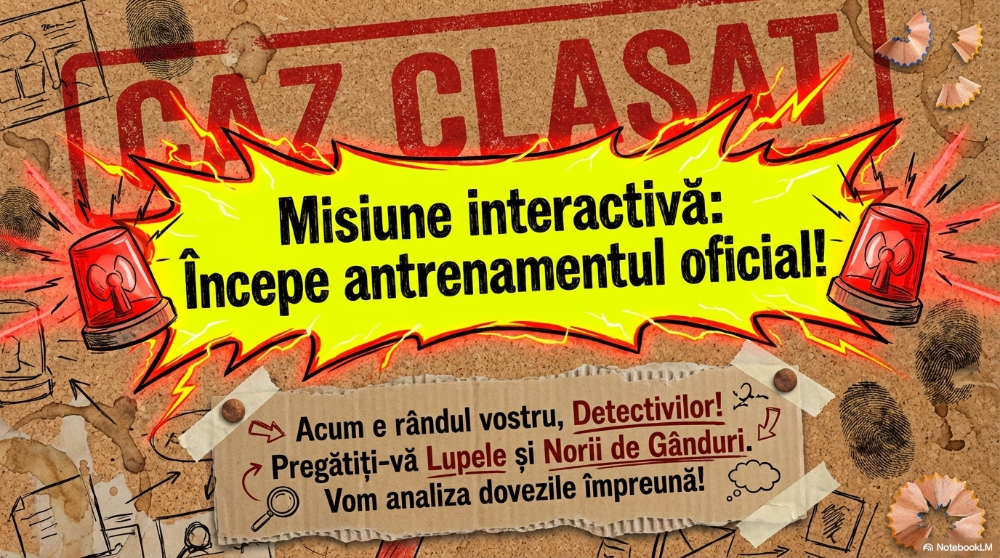 CAZ CLASAT
Misiune interactivă:
Începe antrenamentul oficial!
Acum e rândul vostru, Detectivilor!
Pregătiți-vă Lupele și Norii de Gânduri.
Vom analiza dovezile împreună!
NotebookLM